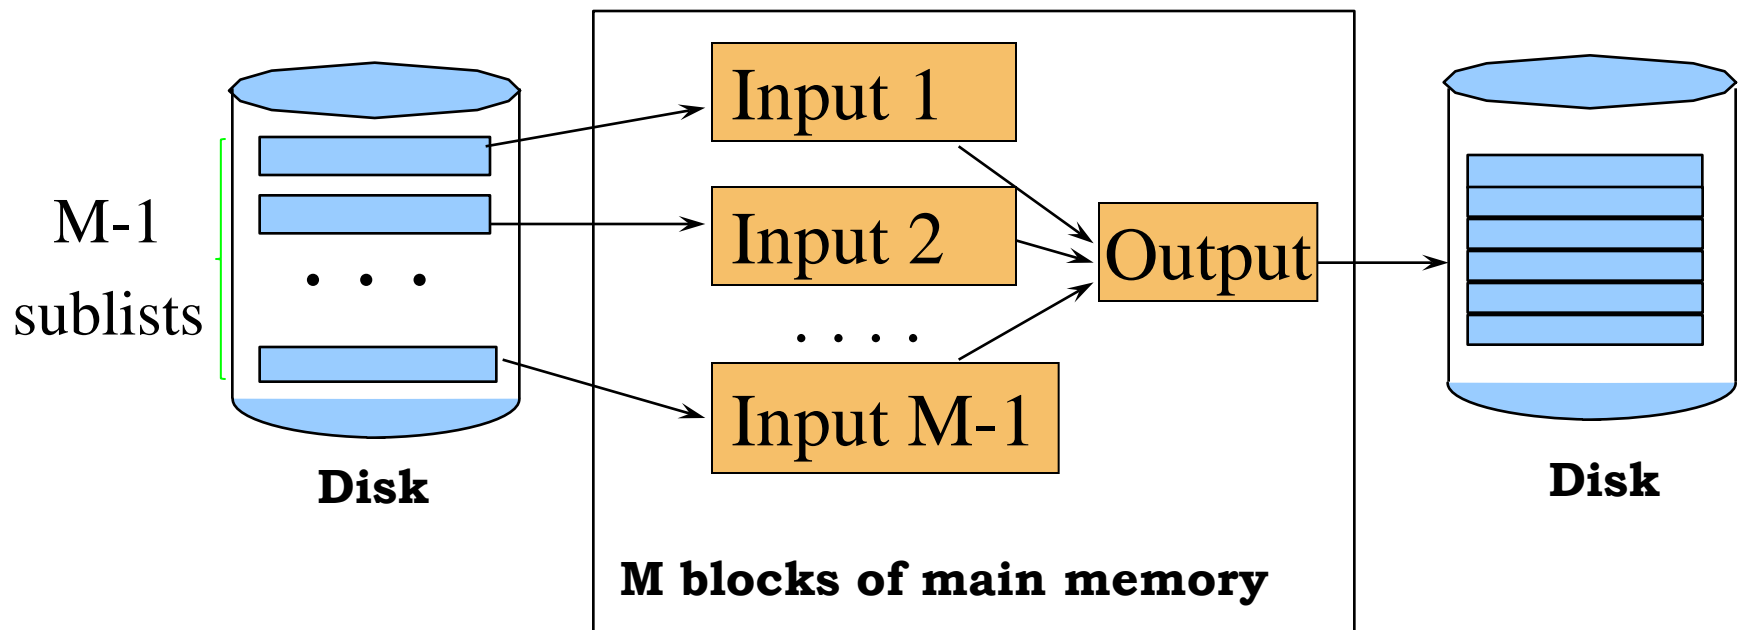 M-1
sublists
. . .
Disk
Input 1
Input 2
. . . .
Input M-1
Output
M blocks of main memory
Disk